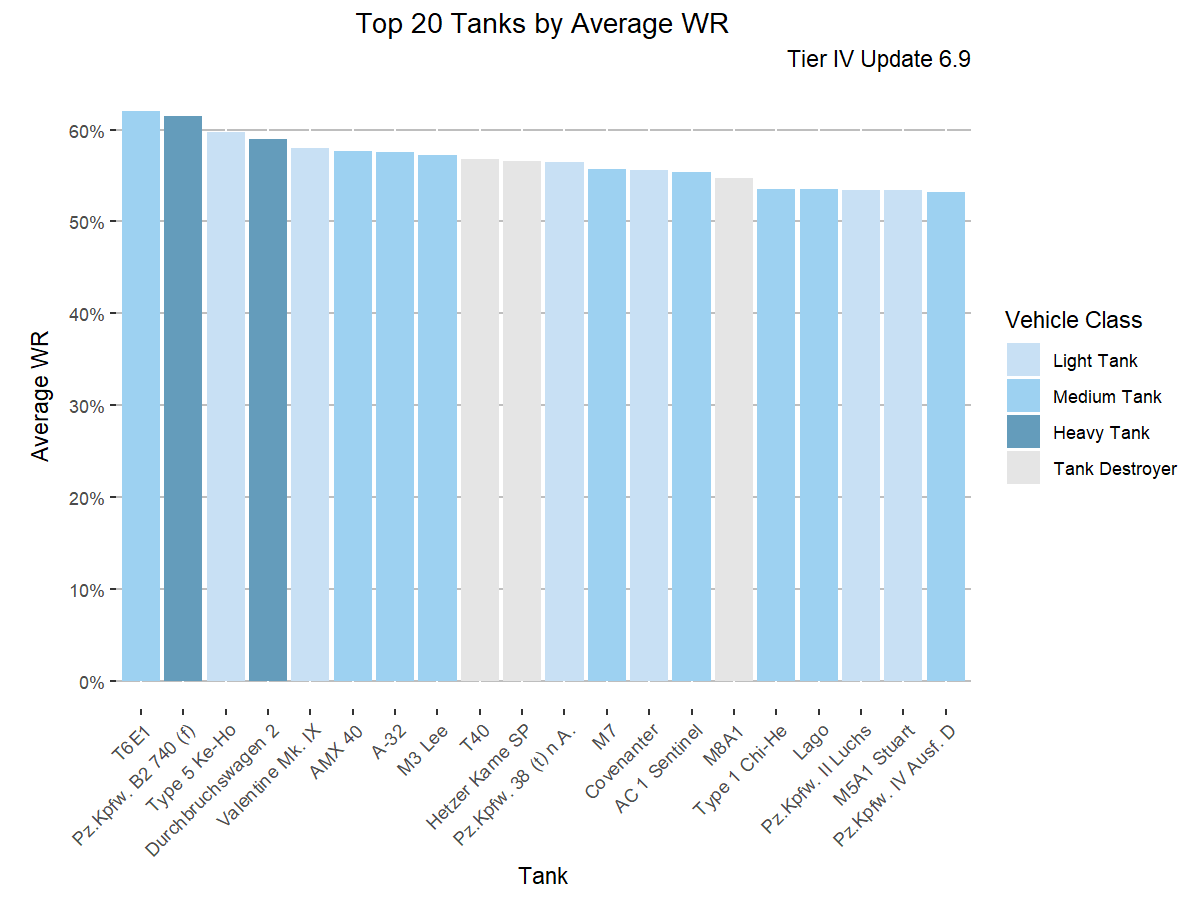 Top 20 Tanks by Average WR
Tier IV Update 6.9
60%
50%
40%
30%
20%
10%
0%
Average WR
T6E1
Pz.Kpfw. B2 740 (f)
Type 5 Ke-Ho
Durchbruchswagen 2
Valentine Mk. IX
AMX 40
A-32
M3 Lee
T40
Hetzer Kame SP
Pz.Kpfw. 38 (t) n.A.
M7
Covenanter
AC 1 Sentinel
M8A1
Type 1 Chi-He
Lago
Pz.Kpfw. II Luchs
M5A1 Stuart
Pz.Kpfw. IV Ausf. D
Tank
Vehicle Class
Light Tank
Medium Tank
Heavy Tank
Tank Destroyer